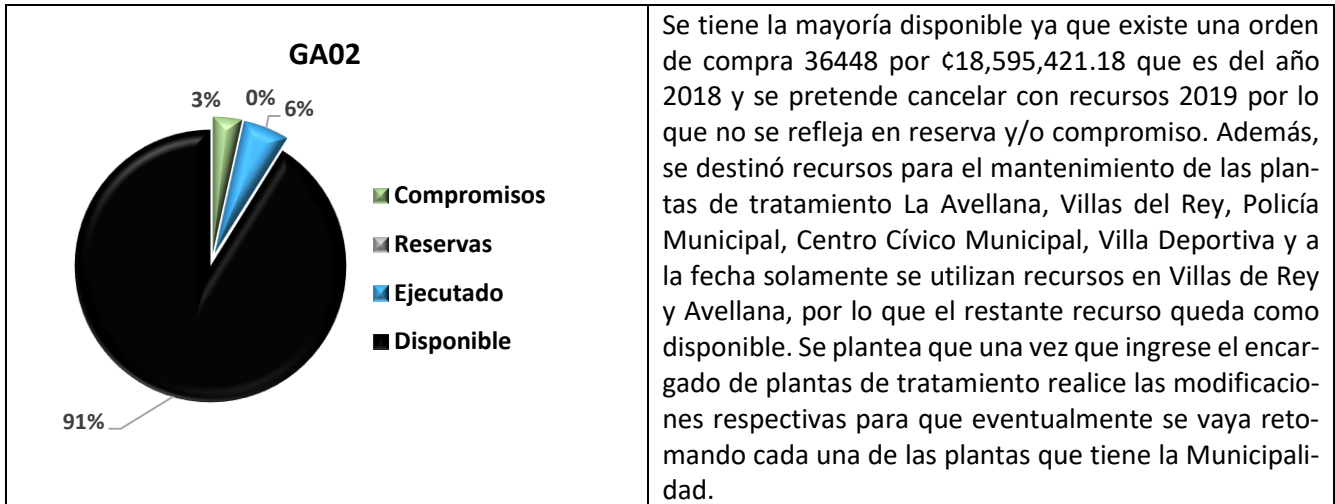 GA02
3%
0%
6%
91%
Compromisos
Reservas
Ejecutado
Disponible
Se tiene la mayoría disponible ya que existe una orden
de compra 36448 por ¢18,595,421.18 que es del año
2018 y se pretende cancelar con recursos 2019 por lo
que no se refleja en reserva y/o compromiso. Además,
se destinó recursos para el mantenimiento de las plan-
tas de tratamiento La Avellana, Villas del Rey, Policía
Municipal, Centro Cívico Municipal, Villa Deportiva y a
la fecha solamente se utilizan recursos en Villas de Rey
y Avellana, por lo que el restante recurso queda como
disponible. Se plantea que una vez que ingrese el encar-
gado de plantas de tratamiento realice las modificacio-
nes respectivas para que eventualmente se vaya reto-
mando cada una de las plantas que tiene la Municipali-
dad.